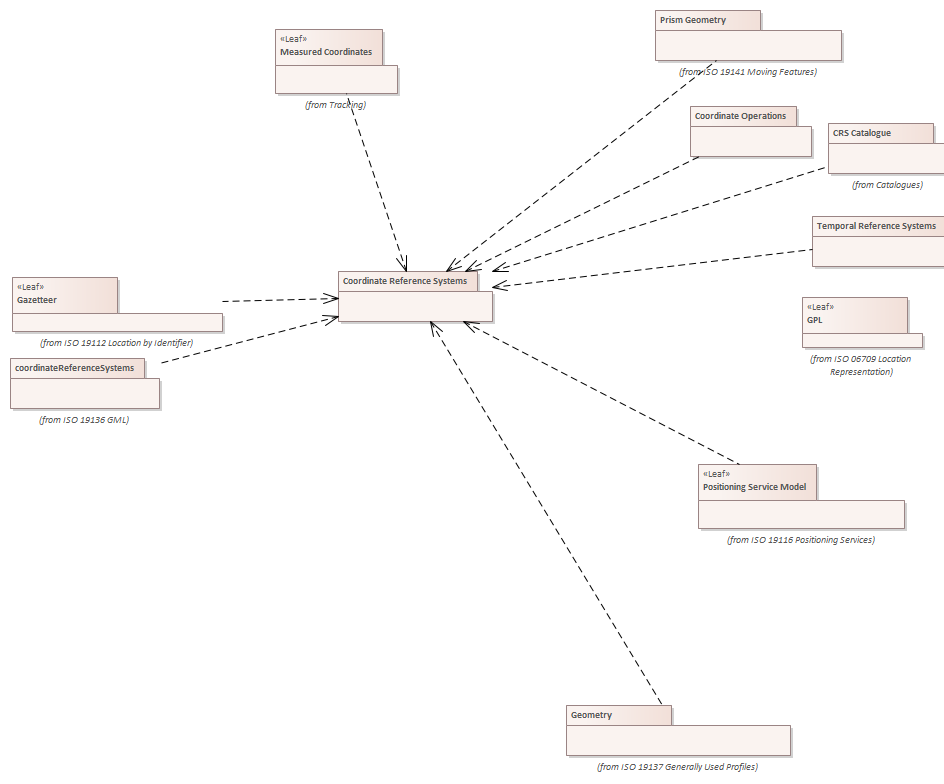 Prism Geometry
«Leaf»
Measured Coordinates
(from ISO 19141 Moving Features)
(from Tracking)
Coordinate Operations
CRS Catalogue
(from Catalogues)
Temporal Reference Systems
Coordinate Reference Systems
«Leaf»
Gazetteer
(from ISO 19112 Location by Identifier)
«Leaf»
GPL
(from ISO 06709 Location
Representation)
coordinateReferenceSystems
(from ISO 19136 GML)
«Leaf»
Positioning Service Model
(from ISO 19116 Positioning Services)
Geometry
(from ISO 19137 Generally Used Profiles)